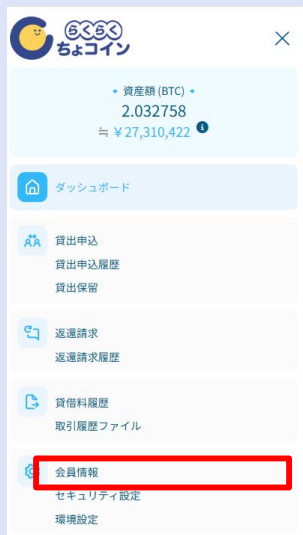 らくらく
ちょコイン
資産額 (BTC)
2.032758
≒ ¥ 27,310,422
ダッシュボード
貸出申込
貸出申込履歴
貸出保留
返還請求
返還請求履歴
貸借料履歴
取引履歴ファイル
会員情報
セキュリティ設定
環境設定